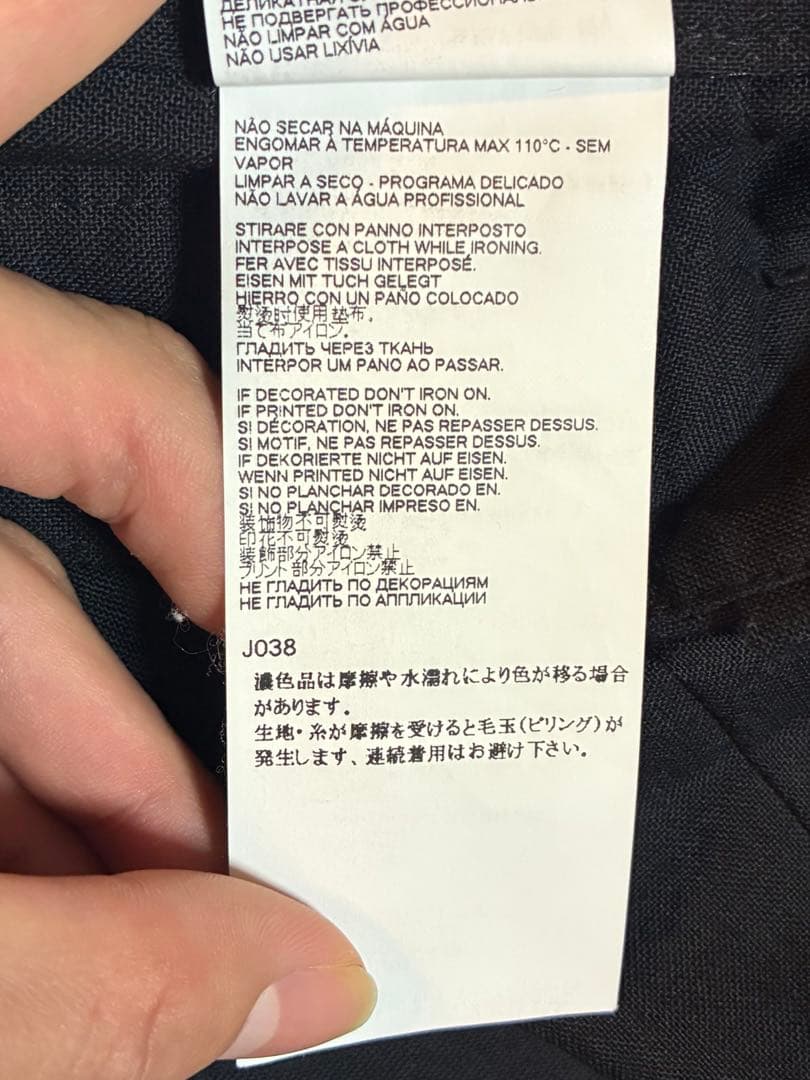 ДЕЛИКАТНАЯ
НЕ ПОДВЕРГАТЬ
NÃO LIMPAR COM ÁGUA
NÃO USAR LIXÍVIA
NÃO SECAR NA MÁQUINA
ENGOMAR À TEMPERATURA MAX 110°C - SEM
VAPOR
LIMPAR A SECO - PROGRAMA DELICADO
NÃO LAVAR A ÁGUA PROFISSIONAL
STIRARE CON PANNO INTERPOSTO
INTERPOSE A CLOTH WHILE IRONING.
FER AVEC TISSU INTERPOSÉ.
EISEN MIT TUCH GELEGT
HIERRO CON UN PAÑO COLOCADO
熨烫时使用垫布.
当て布アイロン.
ГЛАДИТЬ ЧЕРЕЗ ТКАНЬ
INTERPOR UM PANO AO PASSAR.
IF DECORATED DON'T IRON ON.
IF PRINTED DON'T IRON ON.
SI DÉCORATION, NE PAS REPASSER DESSUS.
SI MOTIF, NE PAS REPASSER DESSUS.
IF DEKORIERTE NICHT AUF EISEN.
WENN PRINTED NICHT AUF EISEN.
SI NO PLANCHAR DECORADO EN.
SI NO PLANCHAR IMPRESO EN.
装饰物不可熨烫
印花不可熨烫
装飾部分アイロン禁止
プリント部分アイロン禁止
НЕ ГЛАДИТЬ ПО ДЕКОРАЦИЯМ
НЕ ГЛАДИТЬ ПО АППЛИКАЦИИ
J038
濃色品は摩擦や水濡れにより色が移る場合
があります.
生地・糸が摩擦を受けると毛玉(ピリング)が
発生します、連続着用はお避け下さい。